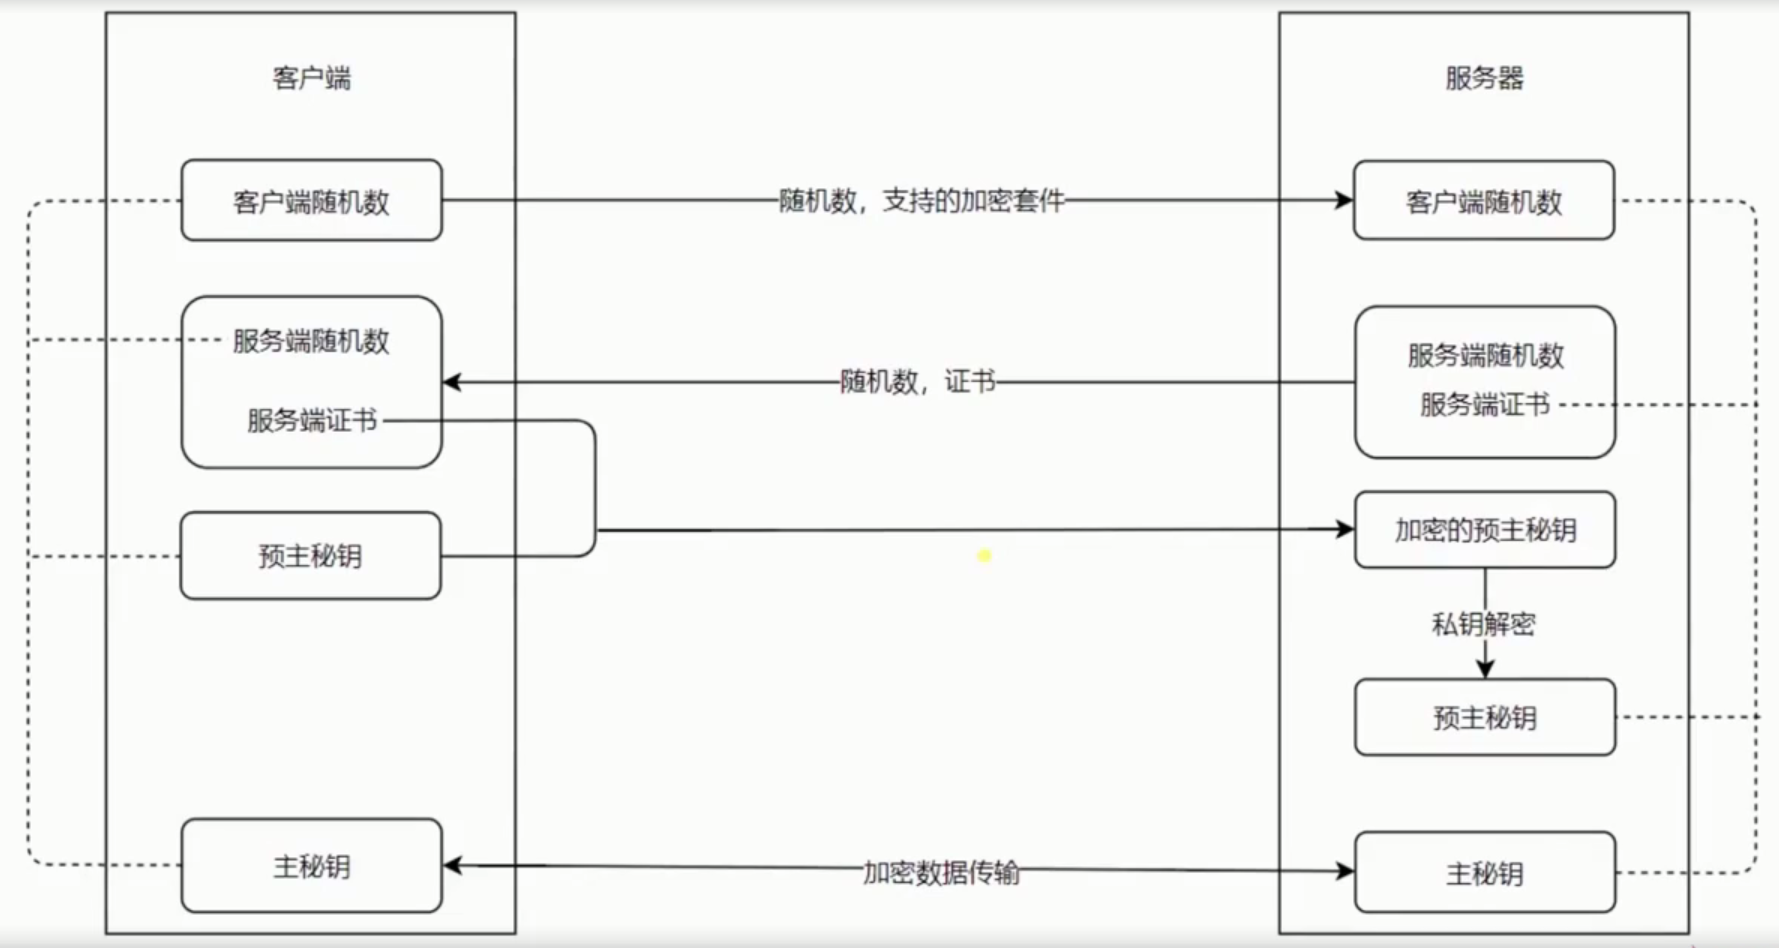 客户端
服务器
客户端随机数
随机数，支持的加密套件
客户端随机数
服务端随机数
服务端证书
随机数，证书
服务端随机数
服务端证书
预主秘钥
加密的预主秘钥
私钥解密
预主秘钥
主秘钥
加密数据传输
主秘钥